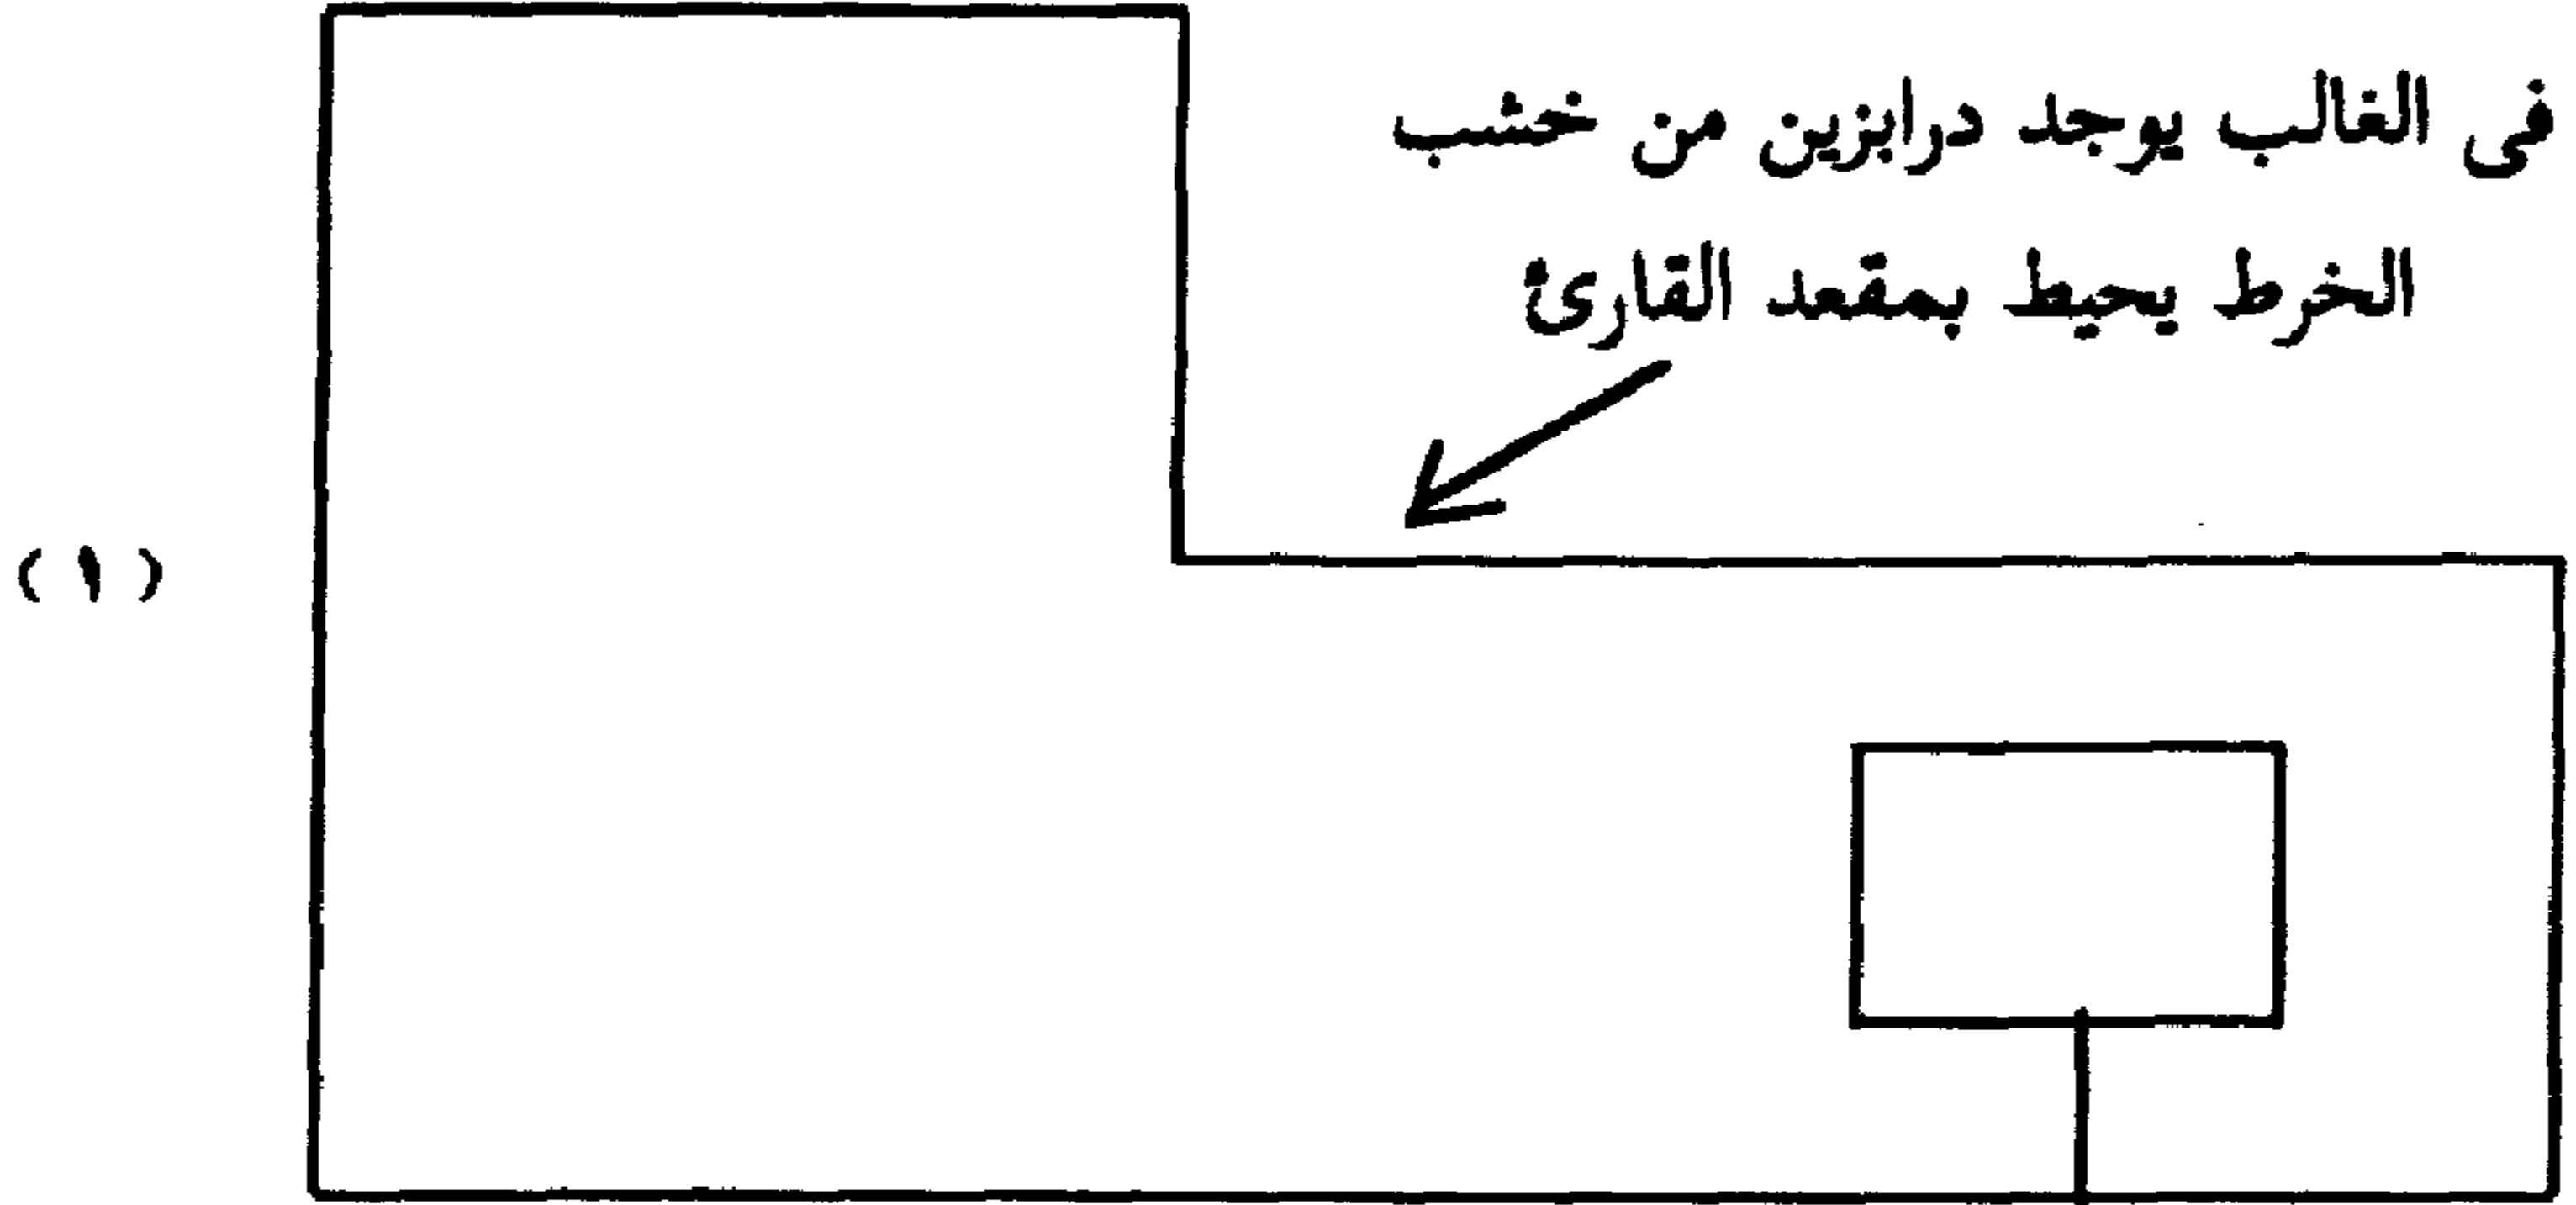 فى الغالب يوجد درابزين من خشب
الخرط يحيط بمقعد القارئ
(١)